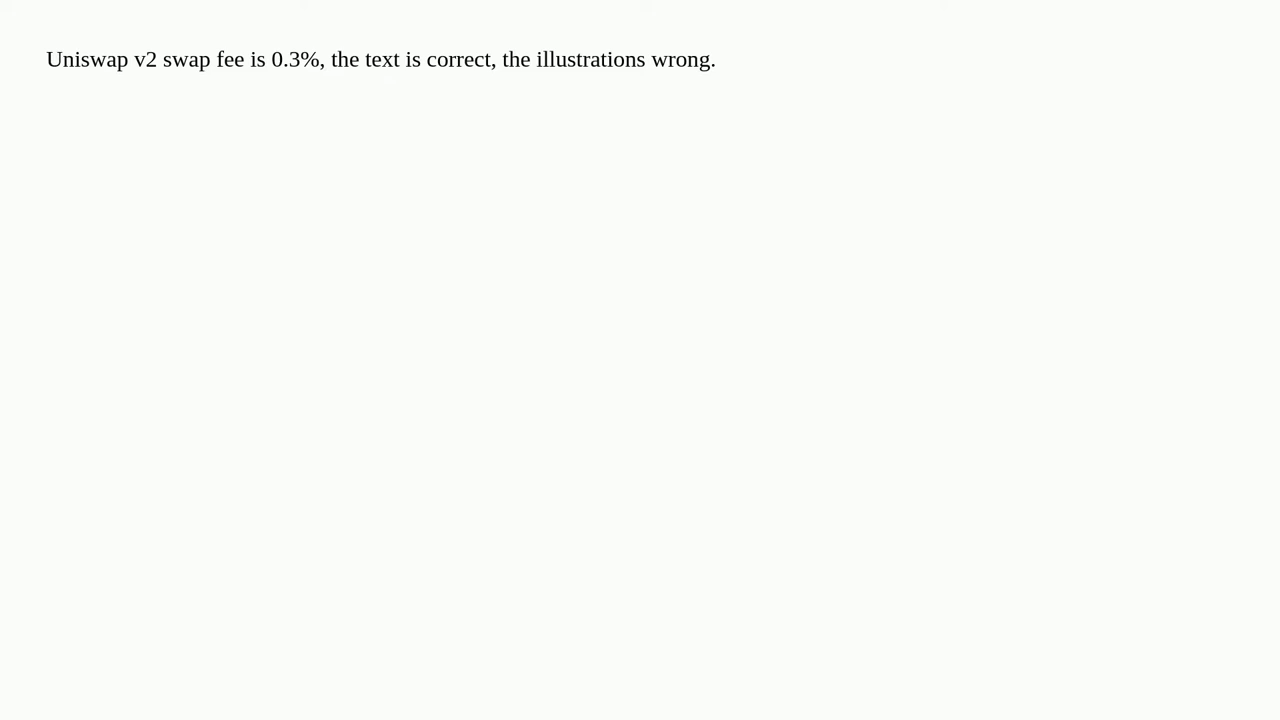 Uniswap v2 swap fee is 0.3%, the text is correct, the illustrations wrong.